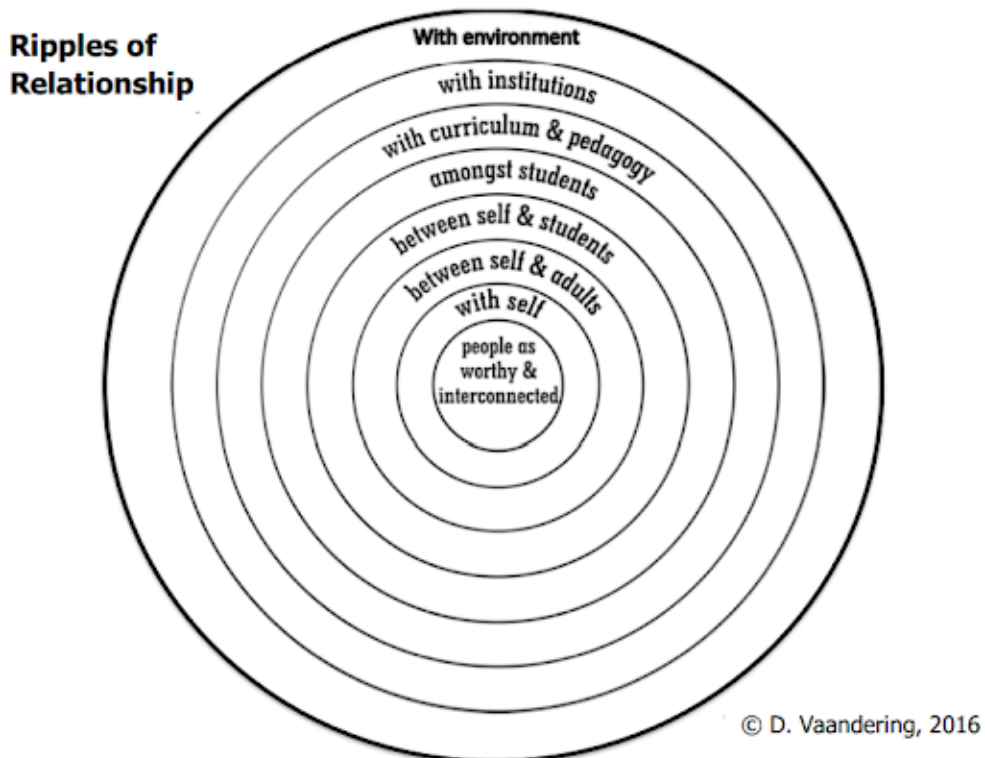 Ripples of
Relationship
With environment
with institutions
with curriculum & pedagogy
amongst students
between self & students
between self & adults
with self
people as
worthy &
interconnected
© D. Vaandering, 2016